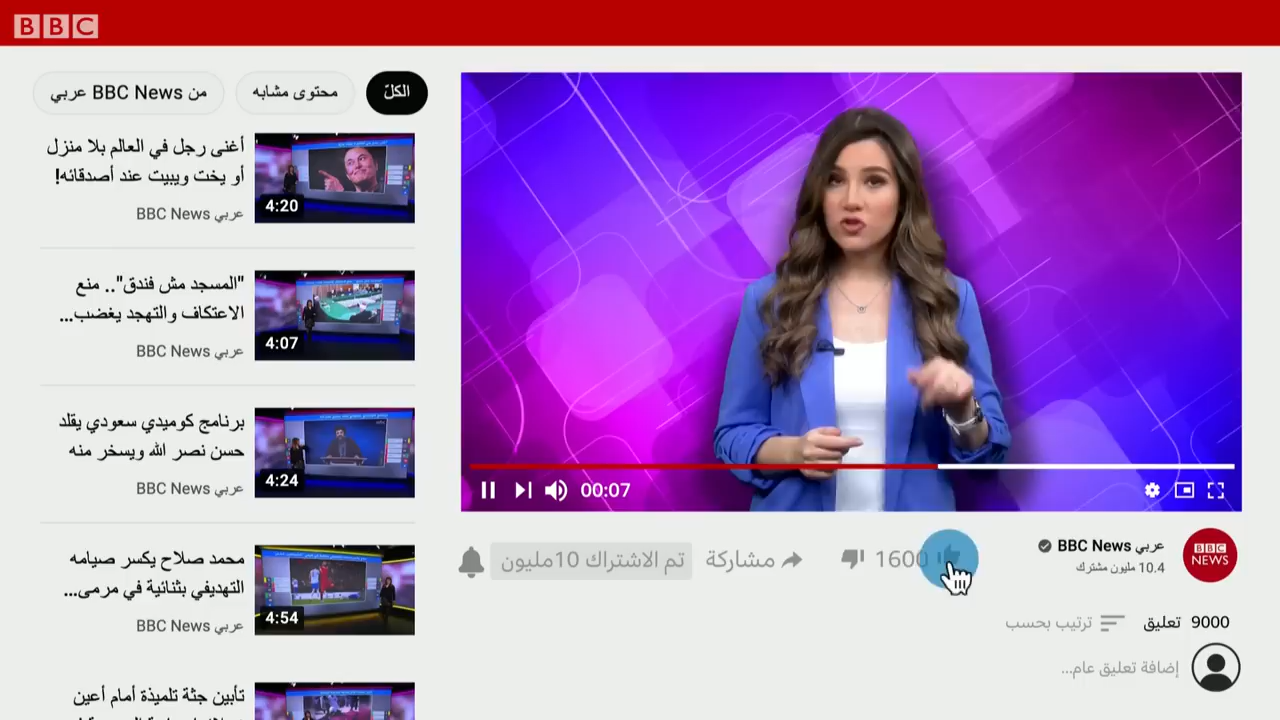 BBC
الكلّ
محتوى مشابه
من BBC News عربي
أغنى رجل في العالم بلا منزل
أو يخت ويبيت عند أصدقائه!
عربي BBC News
4:20
"المسجد مش فندق".. منع
الاعتكاف والتهجد يغضب...
عربي BBC News
4:07
برنامج كوميدي سعودي يقلد
حسن نصر الله ويسخر منه
عربي BBC News
4:24
محمد صلاح يكسر صيامه
التهديفي بثنائية في مرمى...
عربي BBC News
4:54
تأبين جثة تلميذة أمام أعين
00:07
BBC
NEWS
عربي BBC News
10.4 مليون مشترك
1600
مشاركة
تم الاشتراك 10مليون
9000 تعليق
ترتيب بحسب
إضافة تعليق عام...